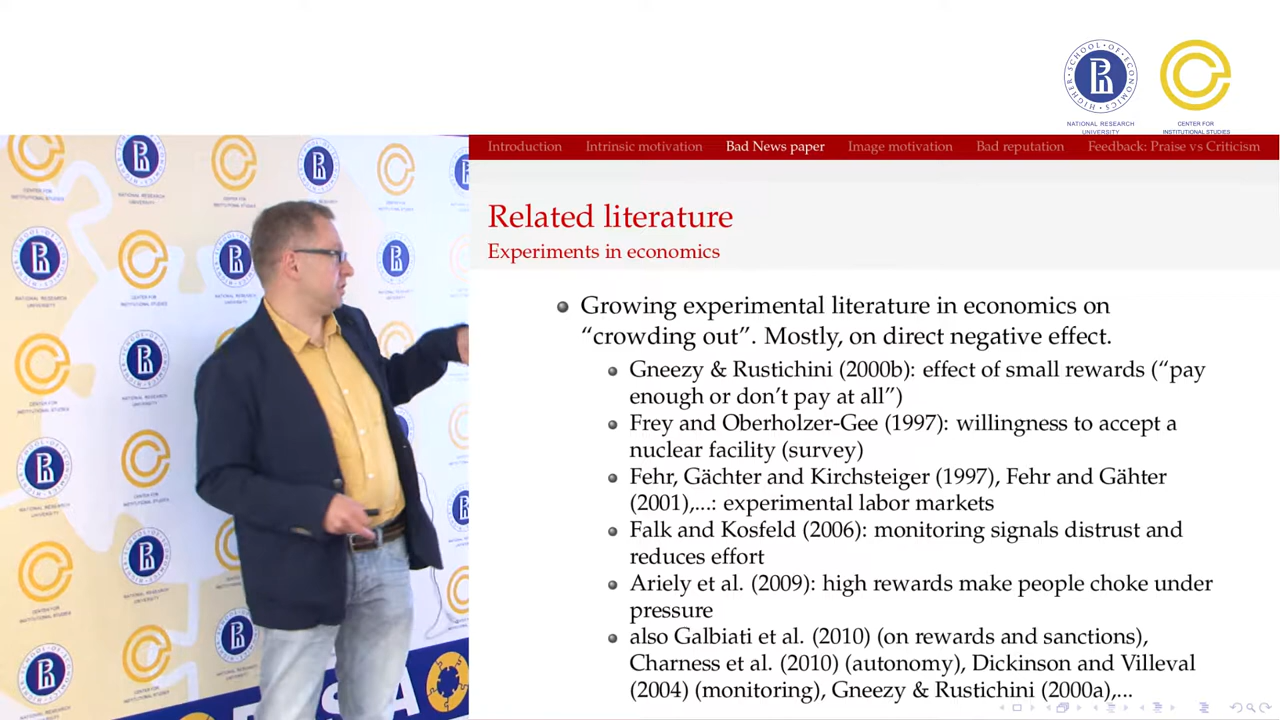 HIGHER SCHOOL OF ECONOMICS
NATIONAL RESEARCH
UNIVERSITY
CENTER FOR
INSTITUTIONAL STUDIES
Introduction Intrinsic motivation Bad News paper Image motivation Bad reputation Feedback: Praise vs Criticism
Related literature
Experiments in economics
Growing experimental literature in economics on
“crowding out”. Mostly, on direct negative effect.
Gneezy & Rustichini (2000b): effect of small rewards (“pay
enough or don’t pay at all”)
Frey and Oberholzer-Gee (1997): willingness to accept a
nuclear facility (survey)
Fehr, Gächter and Kirchsteiger (1997), Fehr and Gähter
(2001),...: experimental labor markets
Falk and Kosfeld (2006): monitoring signals distrust and
reduces effort
Ariely et al. (2009): high rewards make people choke under
pressure
also Galbiati et al. (2010) (on rewards and sanctions),
Charness et al. (2010) (autonomy), Dickinson and Villeval
(2004) (monitoring), Gneezy & Rustichini (2000a),...